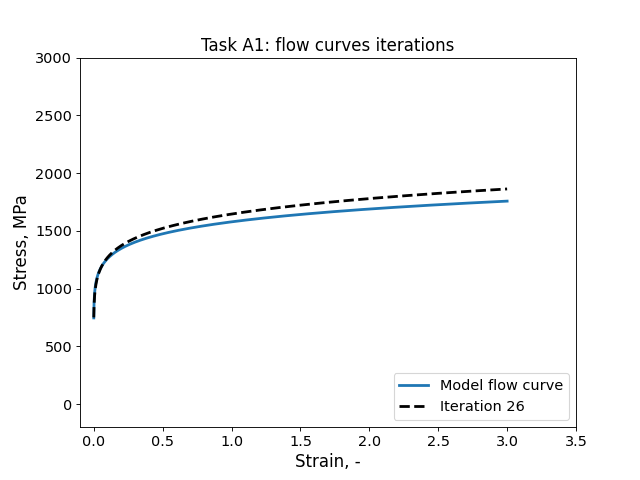 Task A1: flow curves iterations
3000
2500
2000
1500
1000
500
0
Stress, MPa
Model flow curve
Iteration 26
0.0 0.5 1.0 1.5 2.0 2.5 3.0 3.5
Strain, -